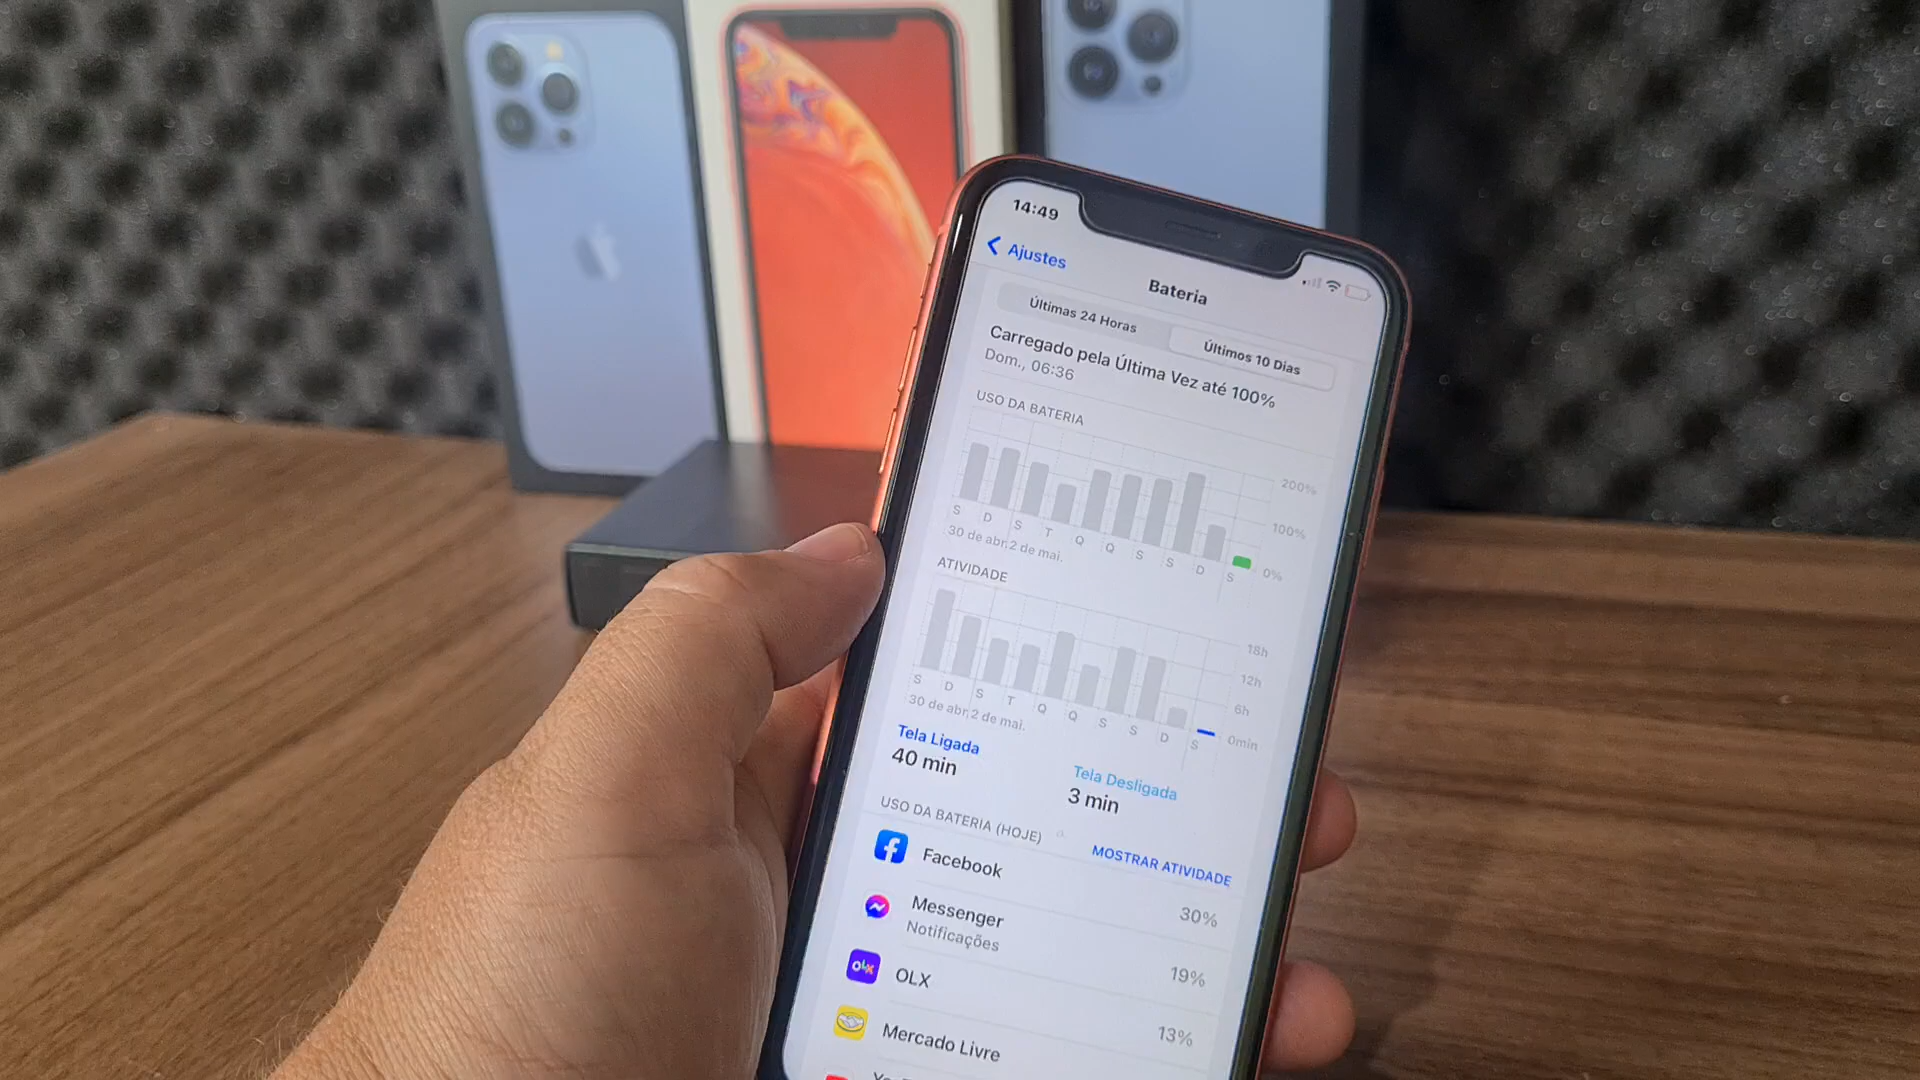 14:49
Ajustes
Bateria
Últimas 24 Horas
Últimos 10 Dias
Carregado pela Última Vez até 100%
Dom., 06:36
USO DA BATERIA
200%
100%
0%
S D S T Q Q S S D S
30 de abr. 2 de mai.
ATIVIDADE
18h
12h
6h
0min
S D S T Q Q S S D S
30 de abr. 2 de mai.
Tela Ligada
40 min
Tela Desligada
3 min
USO DA BATERIA (HOJE)
MOSTRAR ATIVIDADE
Facebook
30%
Messenger
Notificações
19%
OLX
OLX
13%
Mercado Livre